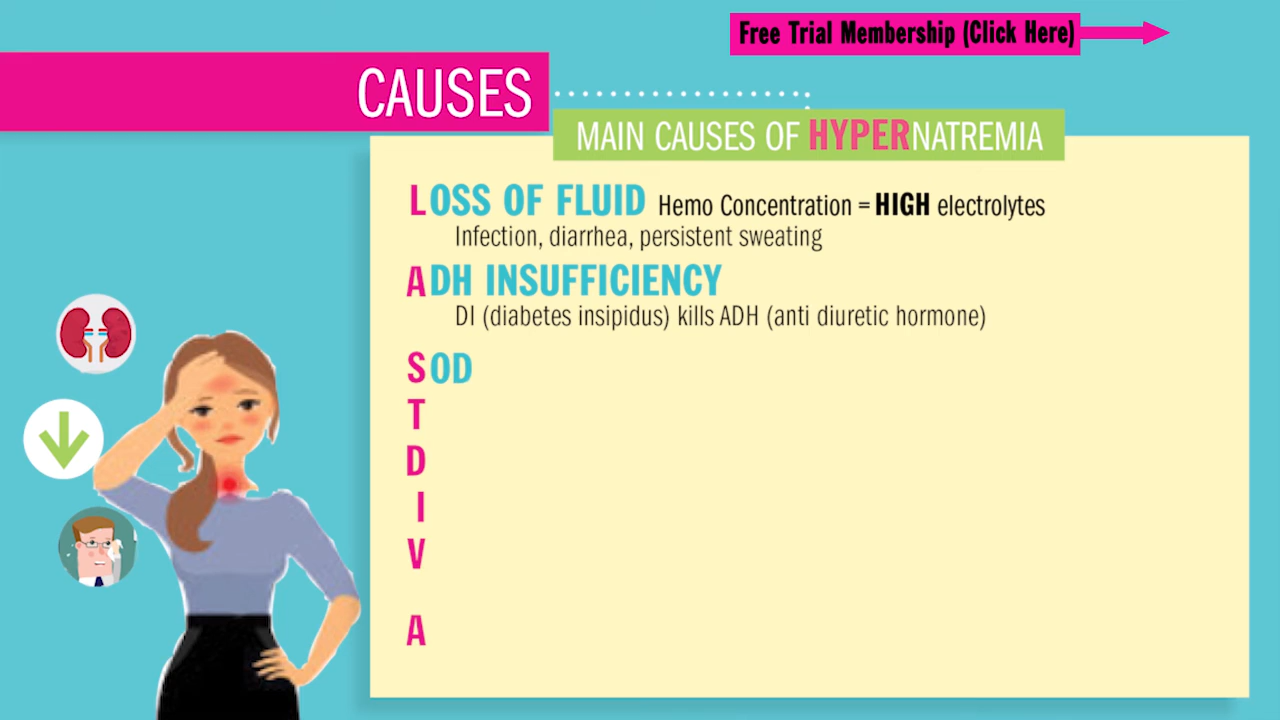 Free Trial Membership (Click Here)
CAUSES
MAIN CAUSES OF HYPERNATREMIA
LOSS OF FLUID Hemo Concentration = HIGH electrolytes
Infection, diarrhea, persistent sweating
ADH INSUFFICIENCY
DI (diabetes insipidus) kills ADH (anti diuretic hormone)
SOD
T
D
I
V
A